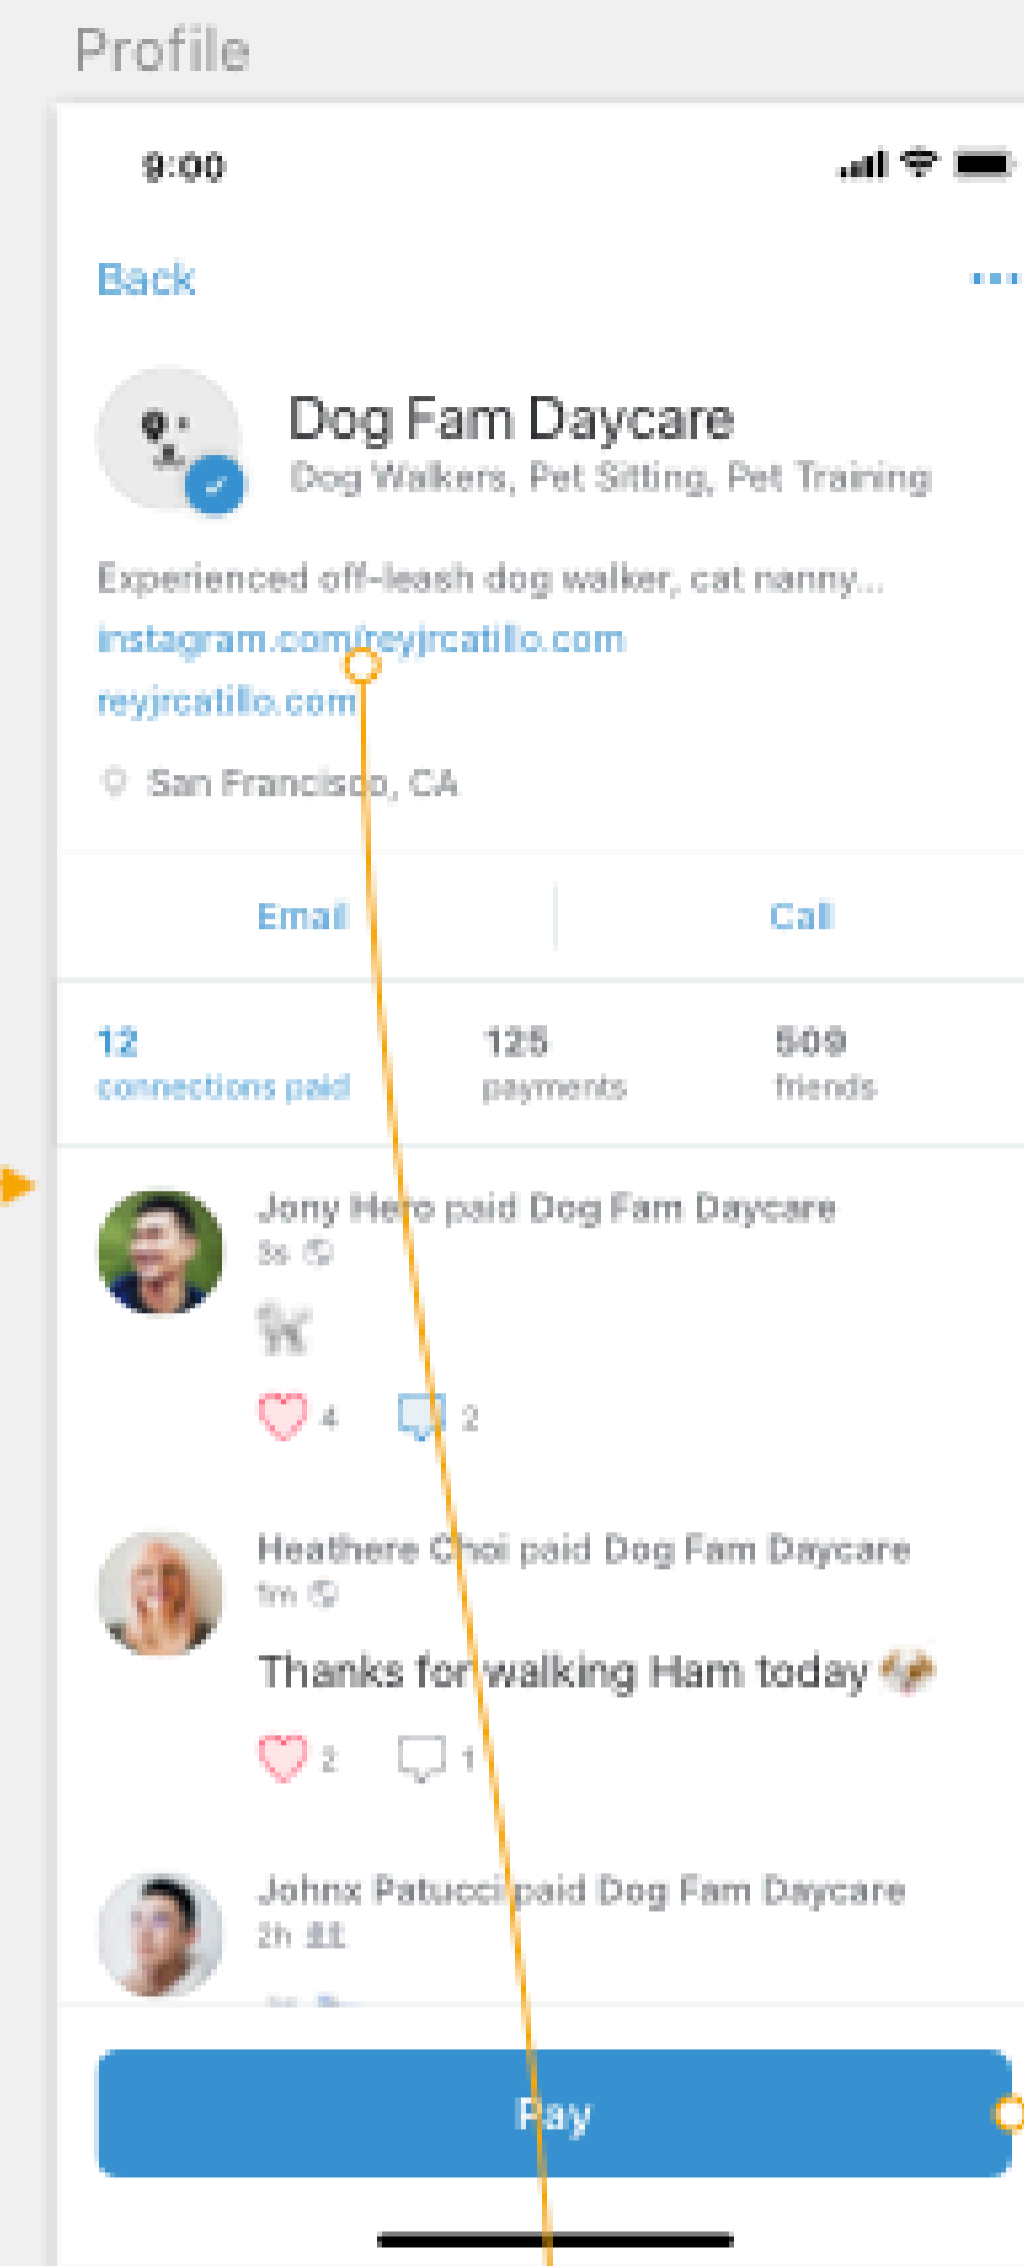 Profile
9:00
Back
Dog Fam Daycare
Dog Walkers, Pet Sitting, Pet Training
Experienced off-leash dog walker, cat nanny...
instagram.com/reyjrcatillo.com
reyjrcatillo.com
San Francisco, CA
Email
Call
12
125
509
connections paid
payments
friends
Jony Hero paid Dog Fam Daycare
3s
4
2
Heathere Choi paid Dog Fam Daycare
1m
Thanks for walking Ham today
2
1
Johnx Patucci paid Dog Fam Daycare
2h
Pay